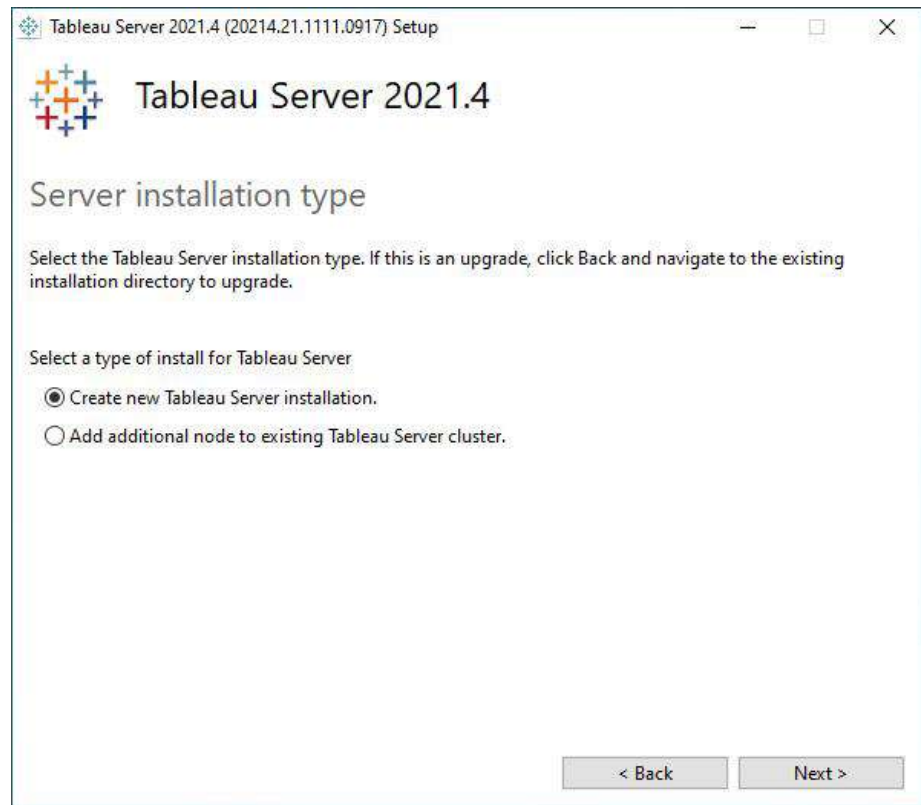 Tableau Server 2021.4 (20214.21.1111.0917) Setup
Tableau Server 2021.4
Server installation type
Select the Tableau Server installation type. If this is an upgrade, click Back and navigate to the existing
installation directory to upgrade.
Select a type of install for Tableau Server
Create new Tableau Server installation.
Add additional node to existing Tableau Server cluster.
< Back
Next >